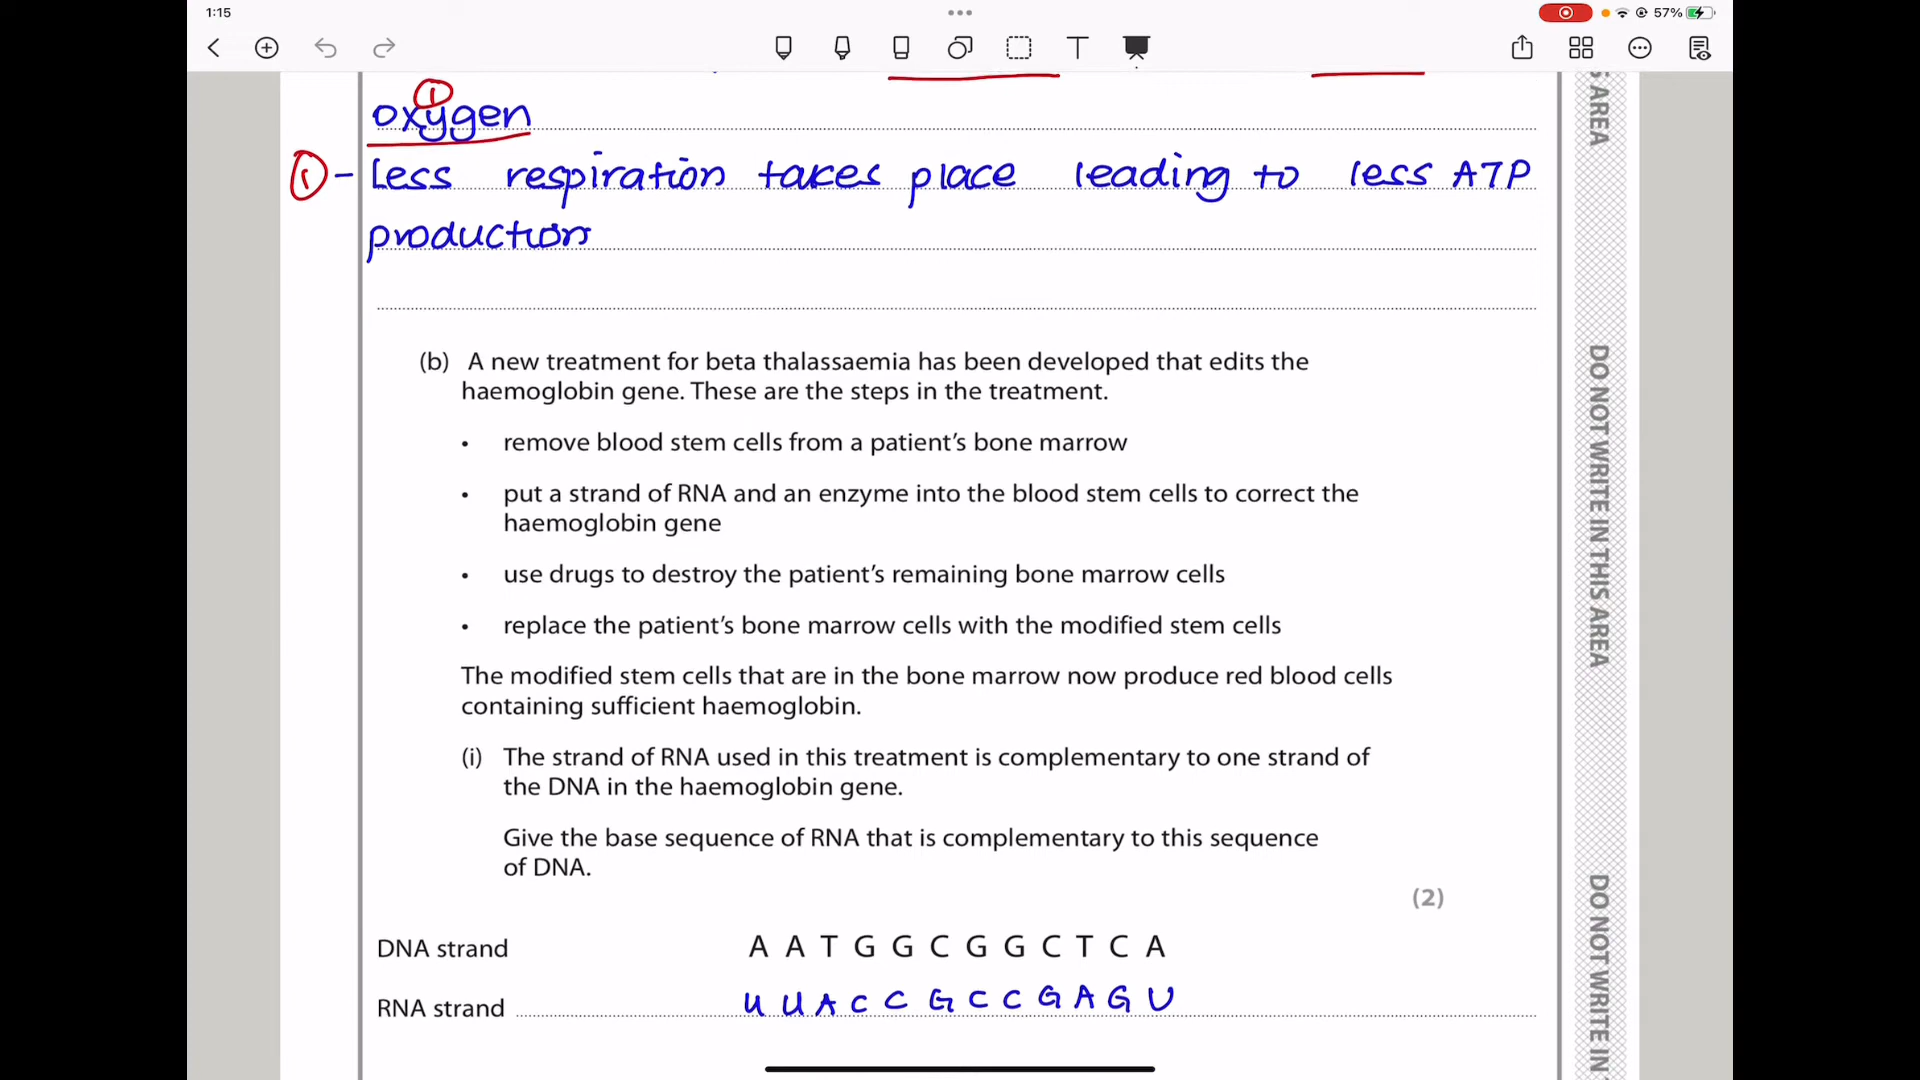 1:15
57%
① oxygen
① - Less respiration takes place leading to less ATP
production
(b) A new treatment for beta thalassaemia has been developed that edits the
haemoglobin gene. These are the steps in the treatment.
• remove blood stem cells from a patient's bone marrow
• put a strand of RNA and an enzyme into the blood stem cells to correct the
haemoglobin gene
• use drugs to destroy the patient's remaining bone marrow cells
• replace the patient's bone marrow cells with the modified stem cells
The modified stem cells that are in the bone marrow now produce red blood cells
containing sufficient haemoglobin.
(i) The strand of RNA used in this treatment is complementary to one strand of
the DNA in the haemoglobin gene.
Give the base sequence of RNA that is complementary to this sequence
of DNA.
(2)
DNA strand A A T G G C G G C T C A
RNA strand U U A C C G C C G A G U
S AREA
DO NOT WRITE IN THIS AREA
DO NOT WRITE IN